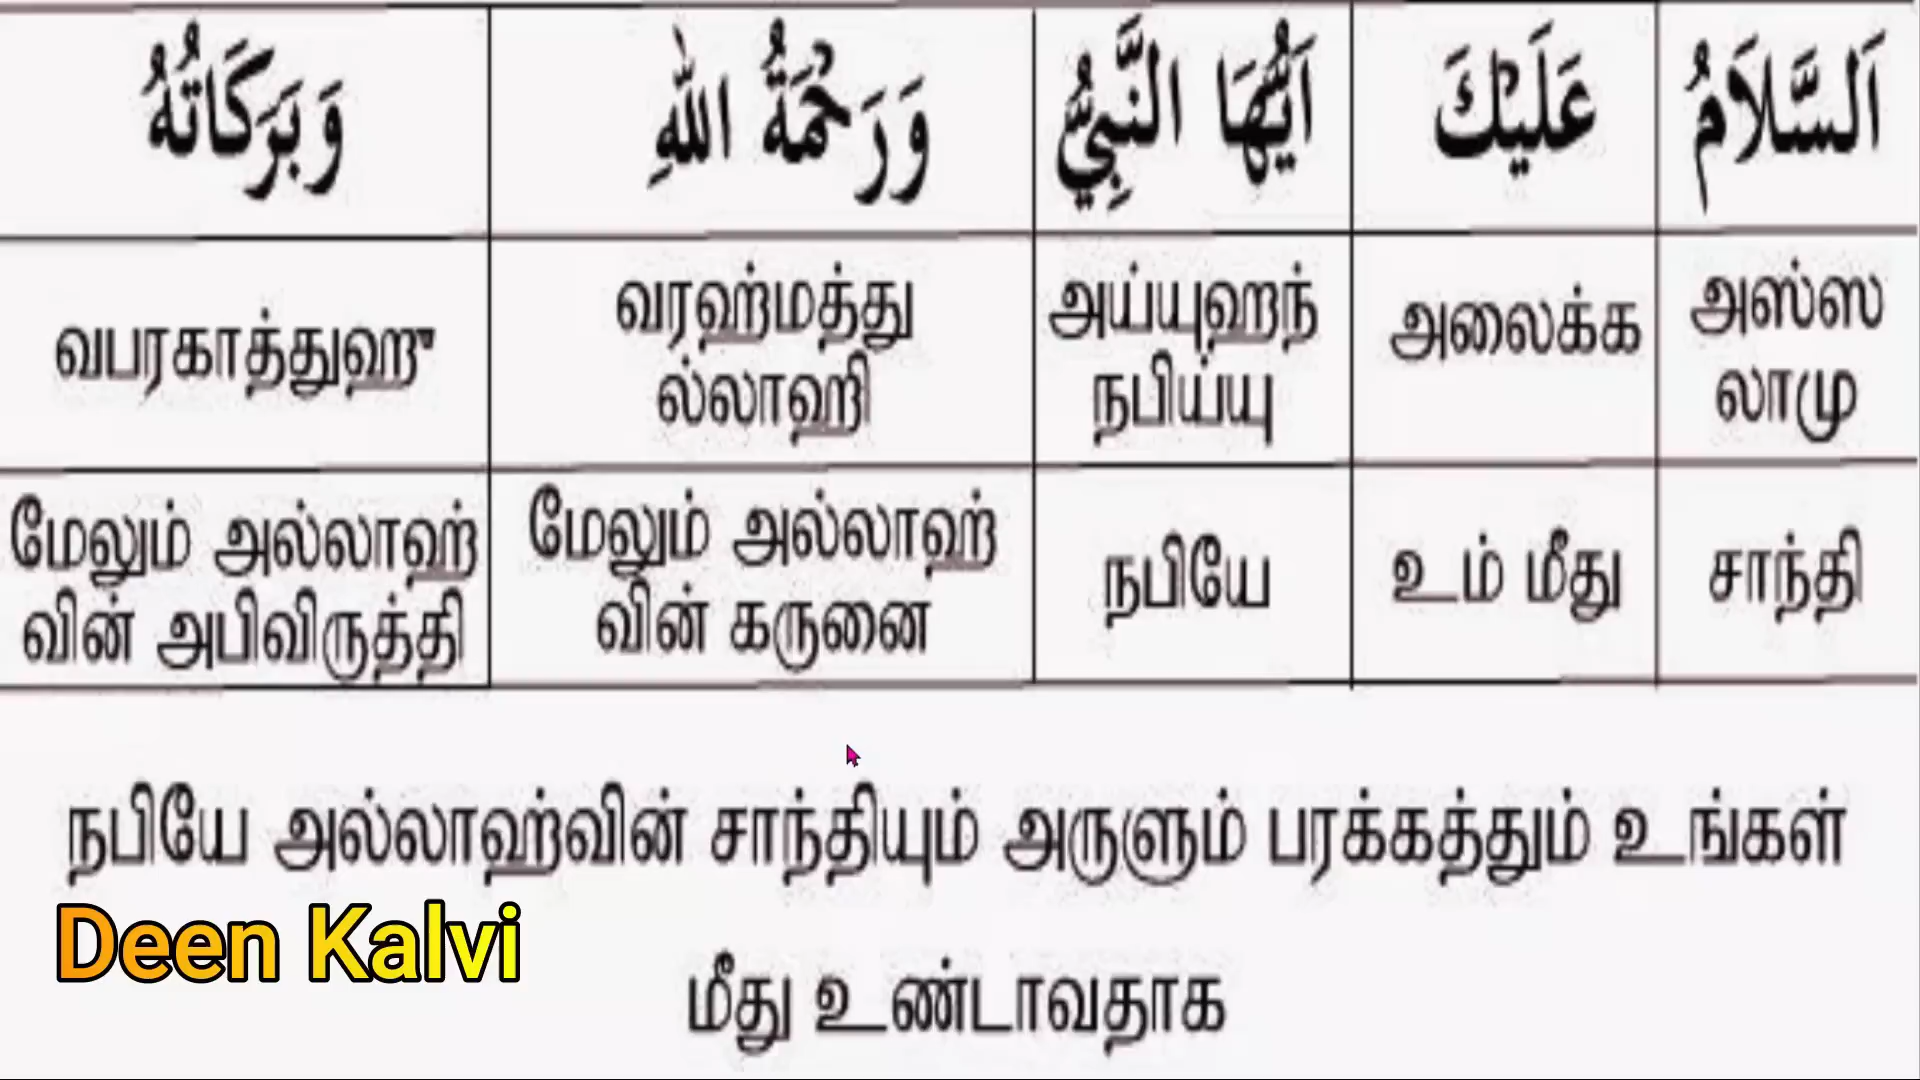 اَلسَّلَامُ عَلَيْكَ اَيُّهَا النَّبِيُّ وَرَحْمَةُ اللهِ وَبَرَكَاتُهُ
அஸ்ஸ
லாமு
அலைக்க
அய்யுஹந்
நபிய்யு
வரஹ்மத்து
ல்லாஹி
வபரகாத்துஹு
சாந்தி
உம் மீது
நபியே
மேலும் அல்லாஹ்
வின் கருனை
மேலும் அல்லாஹ்
வின் அபிவிருத்தி
நபியே அல்லாஹ்வின் சாந்தியும் அருளும் பரக்கத்தும் உங்கள்
மீது உண்டாவதாக
Deen Kalvi